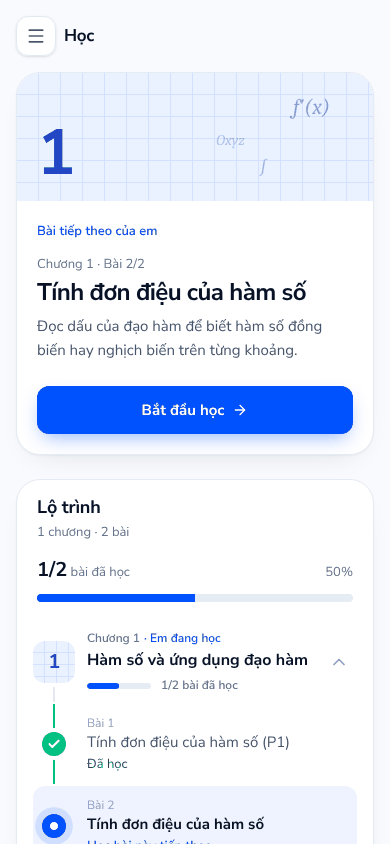 Học
f'(x)
Oxyz
∫
1
Bài tiếp theo của em
Chương 1 · Bài 2/2
Tính đơn điệu của hàm số
Đọc dấu của đạo hàm để biết hàm số đồng
biến hay nghịch biến trên từng khoảng.
Bắt đầu học →
Lộ trình
1 chương · 2 bài
1/2 bài đã học 50%
Chương 1 · Em đang học
1 Hàm số và ứng dụng đạo hàm
1/2 bài đã học
Bài 1
Tính đơn điệu của hàm số (P1)
Đã học
Bài 2
Tính đơn điệu của hàm số